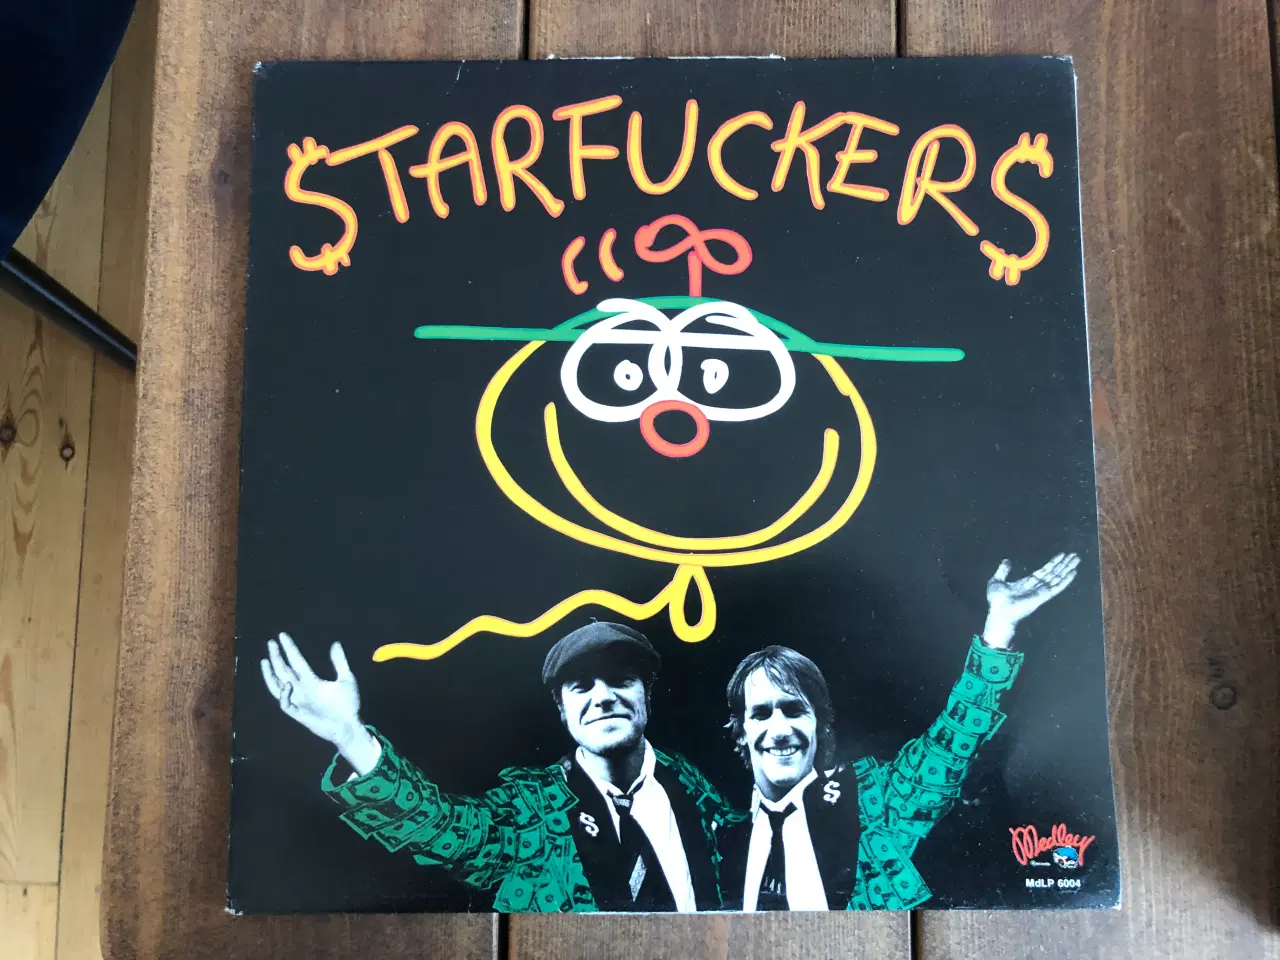 $TARFUCKER$
$
$
Medley
MdLP 6004